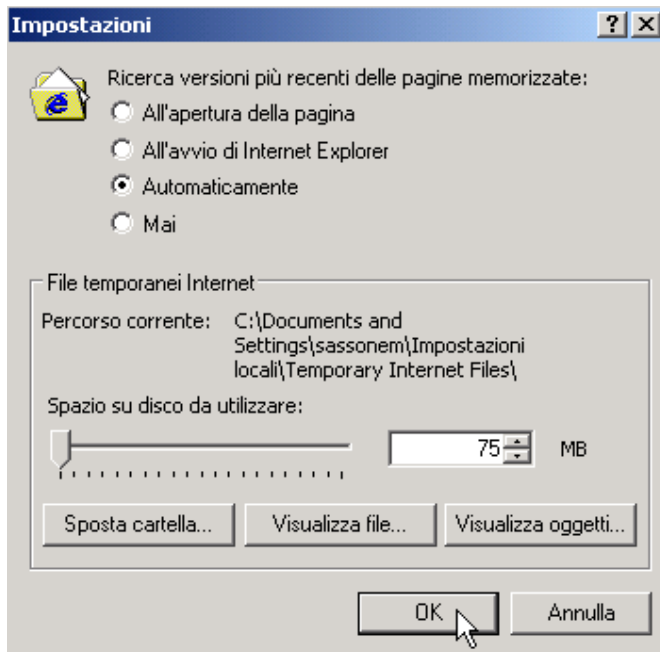 Impostazioni
Ricerca versioni più recenti delle pagine memorizzate:
All'apertura della pagina
All'avvio di Internet Explorer
Automaticamente
Mai
File temporanei Internet
Percorso corrente: C:\Documents and
Settings\sassonem\Impostazioni
locali\Temporary Internet Files\
Spazio su disco da utilizzare:
75 MB
Sposta cartella... Visualizza file... Visualizza oggetti...
OK Annulla